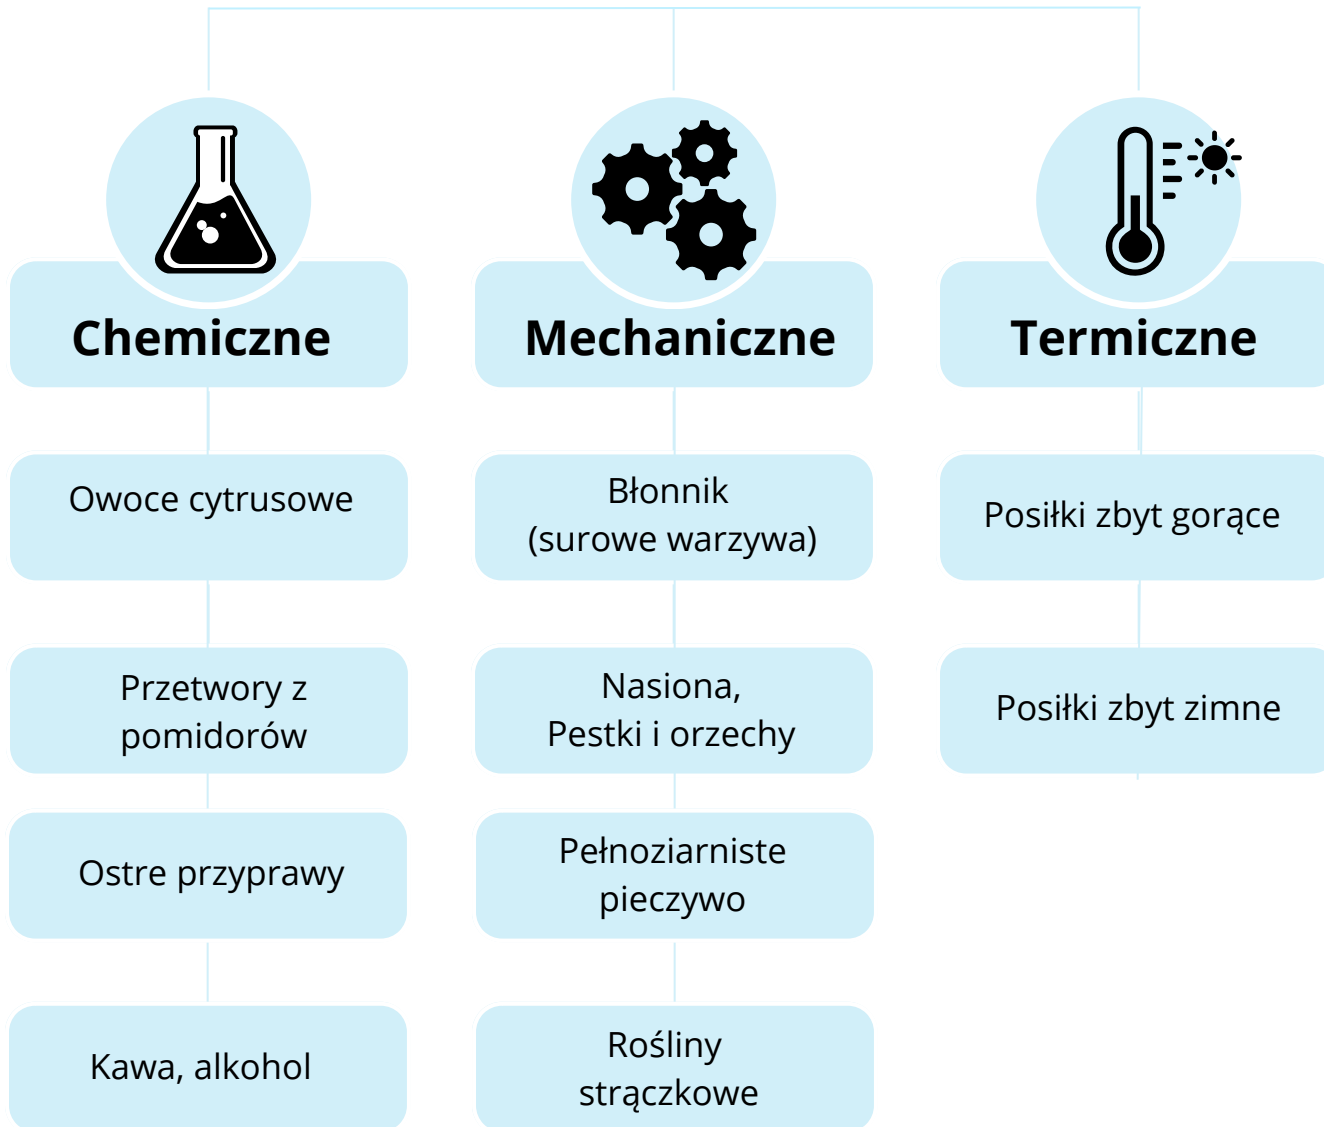 Chemiczne
Owoce cytrusowe
Przetwory z
pomidorów
Ostre przyprawy
Kawa, alkohol
Mechaniczne
Błonnik
(surowe warzywa)
Nasiona,
Pestki i orzechy
Pełnoziarniste
pieczywo
Rośliny
strączkowe
Termiczne
Posiłki zbyt gorące
Posiłki zbyt zimne